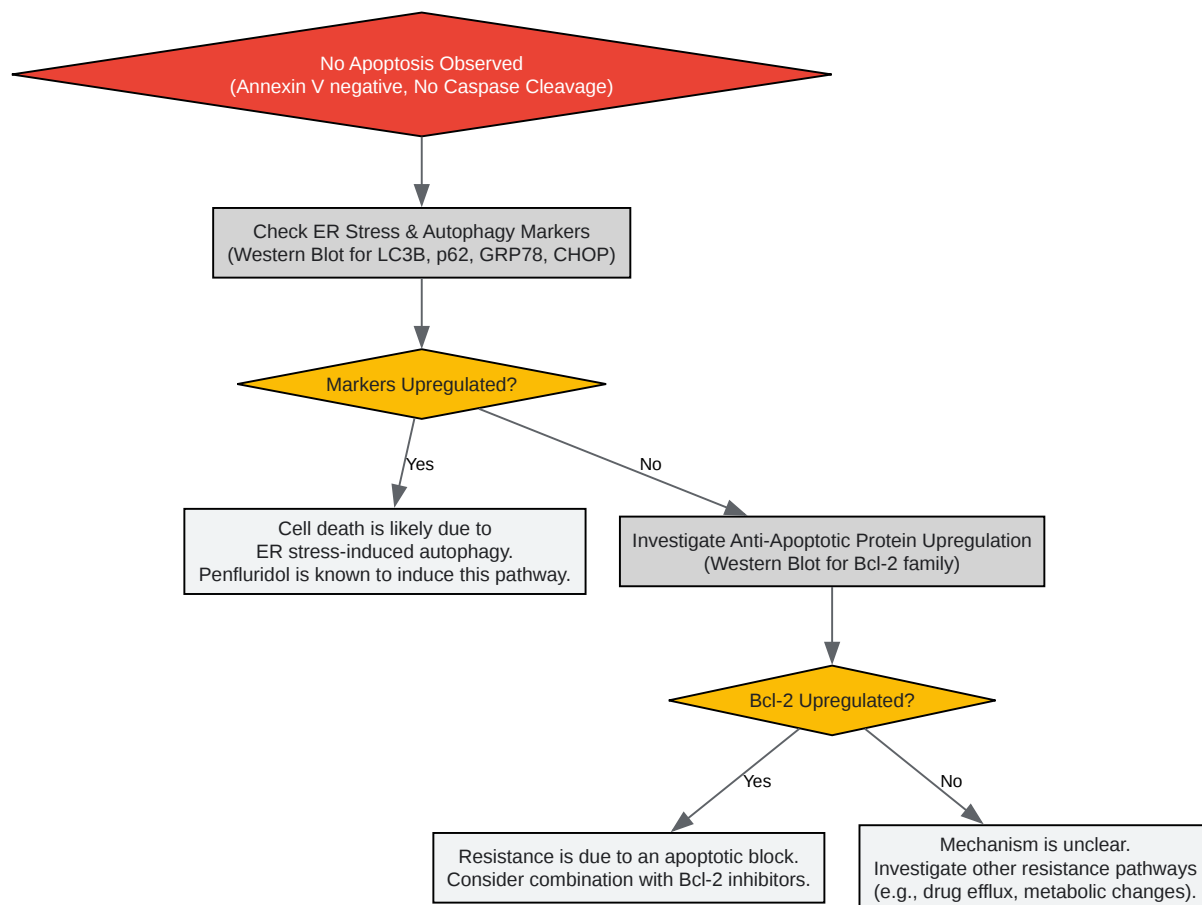 No Apoptosis Observed
(Annexin V negative, No Caspase Cleavage)
Check ER Stress & Autophagy Markers
(Western Blot for LC3B, p62, GRP78, CHOP)
Markers Upregulated?
Yes
No
Cell death is likely due to
ER stress-induced autophagy.
Penfluridol is known to induce this pathway.
Investigate Anti-Apoptotic Protein Upregulation
(Western Blot for Bcl-2 family)
Bcl-2 Upregulated?
Yes
No
Resistance is due to an apoptotic block.
Consider combination with Bcl-2 inhibitors.
Mechanism is unclear.
Investigate other resistance pathways
(e.g., drug efflux, metabolic changes).